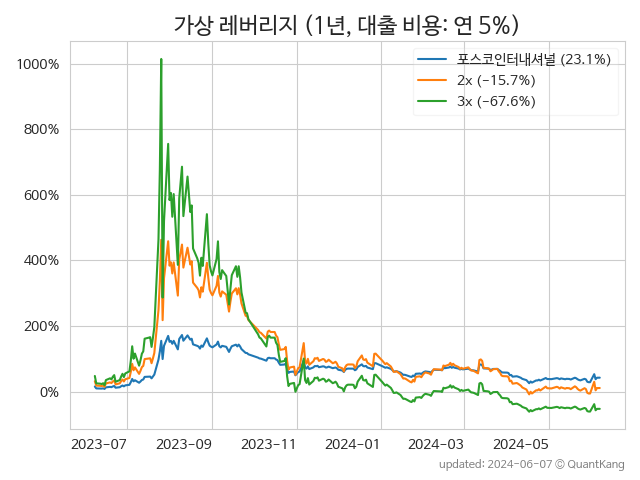 가상 레버리지 (1년, 대출 비용: 연 5%)
포스코인터내셔널 (23.1%)
2x (−15.7%)
3x (−67.6%)
1000%
800%
600%
400%
200%
0%
2023-07 2023-09 2023-11 2024-01 2024-03 2024-05
updated: 2024-06-07 © QuantKang